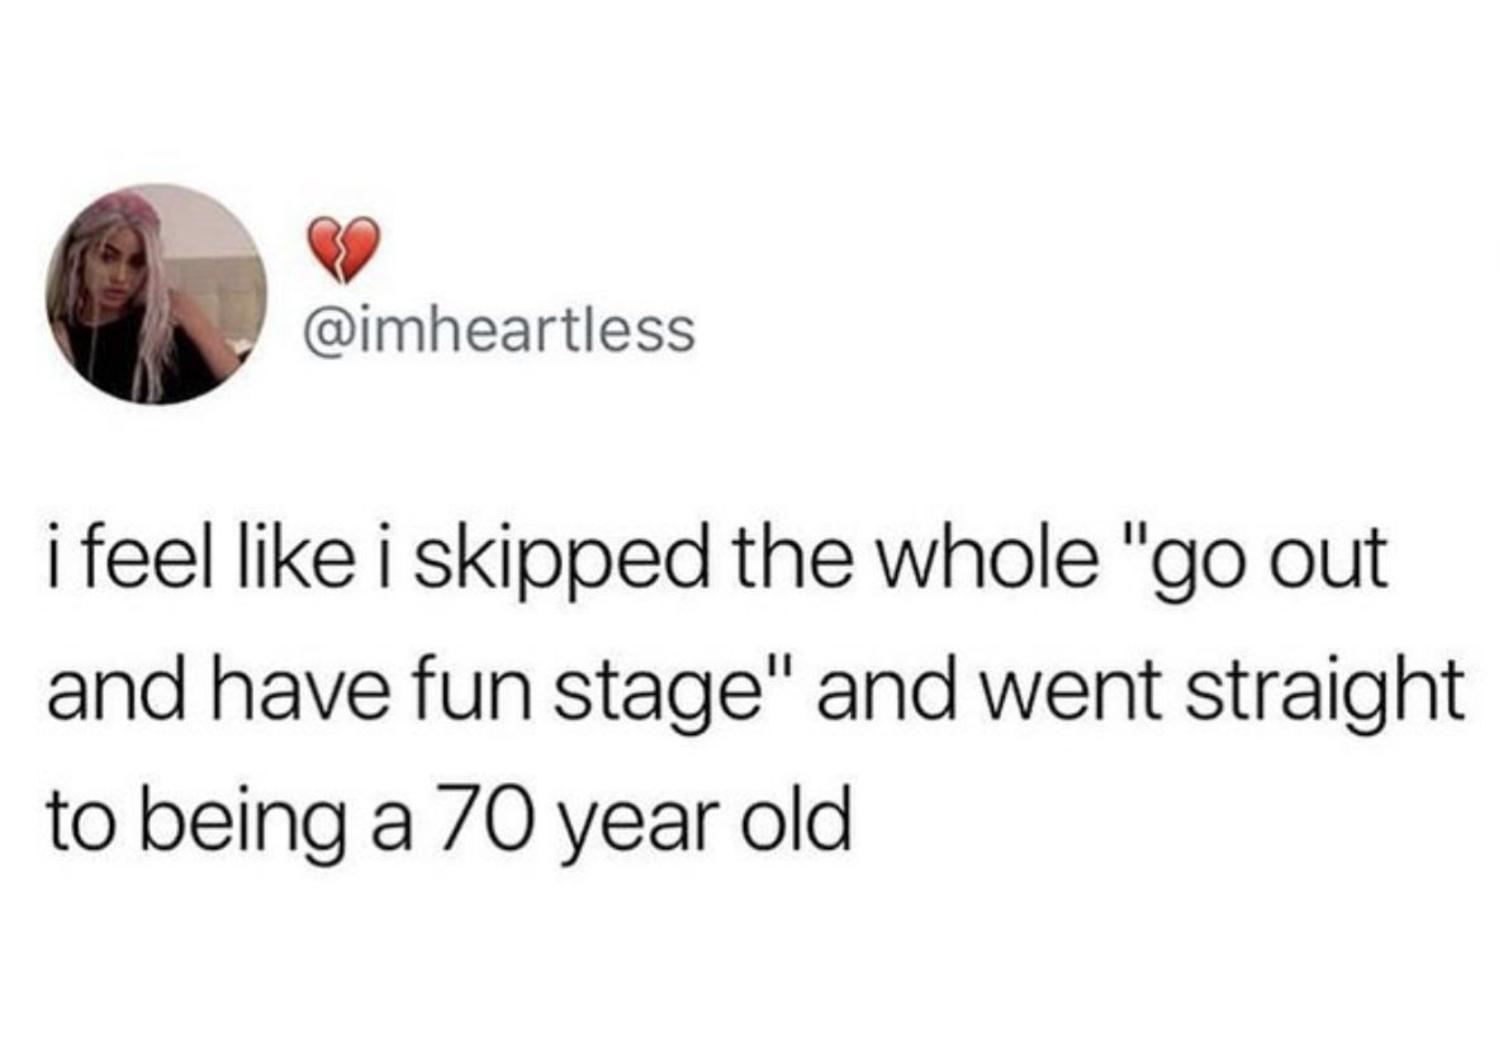 💔
@imheartless
i feel like i skipped the whole "go out
and have fun stage" and went straight
to being a 70 year old